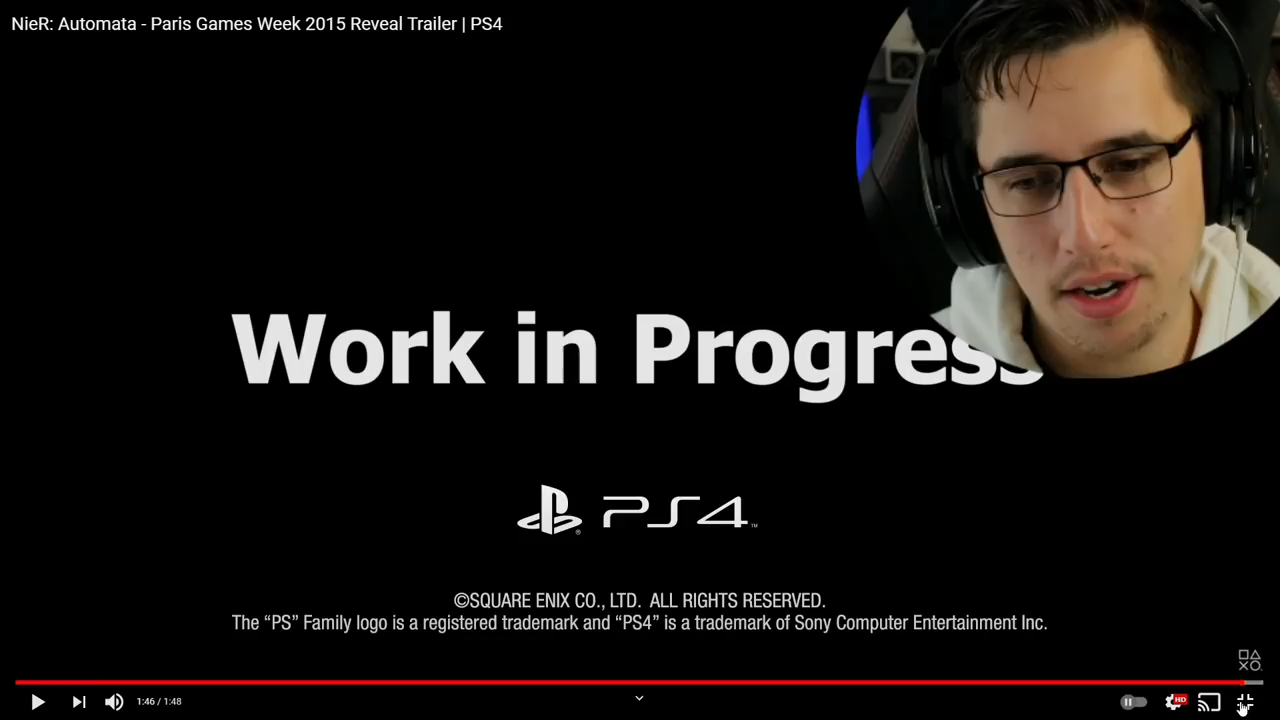 NieR: Automata - Paris Games Week 2015 Reveal Trailer | PS4
Work in Progress
PS4™
©SQUARE ENIX CO., LTD. ALL RIGHTS RESERVED.
The “PS” Family logo is a registered trademark and “PS4” is a trademark of Sony Computer Entertainment Inc.
1:46 / 1:48
HD